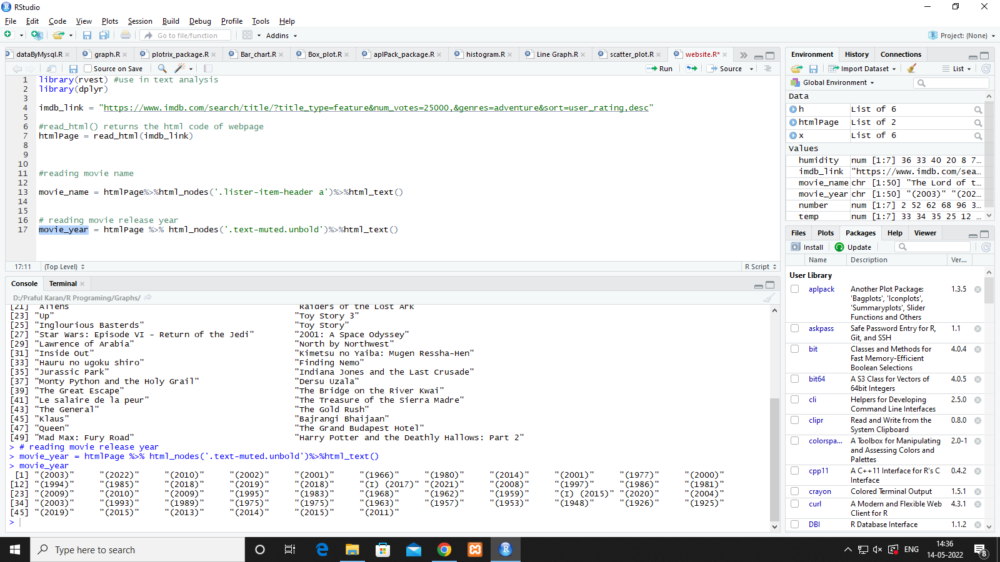 RStudio
File Edit Code View Plots Session Build Debug Profile Tools Help
Go to file/function Addins Project: (None)
dataByMysql.R graph.R plotrix_package.R Bar_chart.R Box_plot.R aplPack_package.R histogram.R Line Graph.R scatter_plot.R website.R*
Source on Save Run Source
1 library(rvest) #use in text analysis
2 library(dplyr)
3
4 imdb_link = "https://www.imdb.com/search/title/?title_type=feature&num_votes=25000,&genres=adventure&sort=user_rating,desc"
5
6 #read_html() returns the html code of webpage
7 htmlPage = read_html(imdb_link)
8
9
10
11 #reading movie name
12
13 movie_name = htmlPage%>%html_nodes('.lister-item-header a')%>%html_text()
14
15
16 # reading movie release year
17 movie_year = htmlPage %>% html_nodes('.text-muted.unbold')%>%html_text()
17:11 (Top Level) R Script
Console Terminal
D:/Praful Karan/R Programing/Graphs/
[21] "Aliens" "Raiders of the Lost Ark"
[23] "Up" "Toy Story 3"
[25] "Inglourious Basterds" "Toy Story"
[27] "Star Wars: Episode VI - Return of the Jedi" "2001: A Space Odyssey"
[29] "Lawrence of Arabia" "North by Northwest"
[31] "Inside Out" "Kimetsu no Yaiba: Mugen Ressha-Hen"
[33] "Hauru no ugoku shiro" "Finding Nemo"
[35] "Jurassic Park" "Indiana Jones and the Last Crusade"
[37] "Monty Python and the Holy Grail" "Dersu Uzala"
[39] "The Great Escape" "The Bridge on the River Kwai"
[41] "Le salaire de la peur" "The Treasure of the Sierra Madre"
[43] "The General" "The Gold Rush"
[45] "Klaus" "Bajrangi Bhaijaan"
[47] "Queen" "The Grand Budapest Hotel"
[49] "Mad Max: Fury Road" "Harry Potter and the Deathly Hallows: Part 2"
> # reading movie release year
> movie_year = htmlPage %>% html_nodes('.text-muted.unbold')%>%html_text()
> movie_year
[1] "(2003)" "(2022)" "(2010)" "(2002)" "(2001)" "(1966)" "(1980)" "(2014)" "(2001)" "(1977)" "(2000)"
[12] "(1994)" "(1985)" "(2018)" "(2019)" "(2018)" "(I) (2017)" "(2021)" "(2008)" "(1997)" "(1986)" "(1981)"
[23] "(2009)" "(2010)" "(2009)" "(1995)" "(1983)" "(1968)" "(1962)" "(1959)" "(I) (2015)" "(2020)" "(2004)"
[34] "(2003)" "(1993)" "(1989)" "(1975)" "(1975)" "(1963)" "(1957)" "(1953)" "(1948)" "(1926)" "(1925)"
[45] "(2019)" "(2015)" "(2013)" "(2014)" "(2015)" "(2011)"
>
Environment History Connections
Import Dataset List
Global Environment
Data
h List of 6
htmlPage List of 2
x List of 6
Values
humidity num [1:7] 36 33 40 20 8 7…
imdb_link "https://www.imdb.com/sea…
movie_name chr [1:50] "The Lord of t…
movie_year chr [1:50] "(2003)" "(202…
number num [1:7] 2 52 62 68 96 3…
temp num [1:7] 33 34 35 25 12 …
Files Plots Packages Help Viewer
Install Update
Name Description Ver...
User Library
aplpack Another Plot Package: 1.3.5
'Bagplots', 'Iconplots',
'Summaryplots', Slider
Functions and Others
askpass Safe Password Entry for R, 1.1
Git, and SSH
bit Classes and Methods for 4.0.4
Fast Memory-Efficient
Boolean Selections
bit64 A S3 Class for Vectors of 4.0.5
64bit Integers
cli Helpers for Developing 2.5.0
Command Line Interfaces
clipr Read and Write from the 0.8.0
System Clipboard
colorspa... A Toolbox for Manipulating 2.0-1
and Assessing Colors and
Palettes
cpp11 A C++11 Interface for R's C 0.4.2
Interface
crayon Colored Terminal Output 1.5.1
curl A Modern and Flexible Web 4.3.1
Client for R
DBI R Database Interface 1.1.2
Type here to search
ENG 14:36
14-05-2022 8